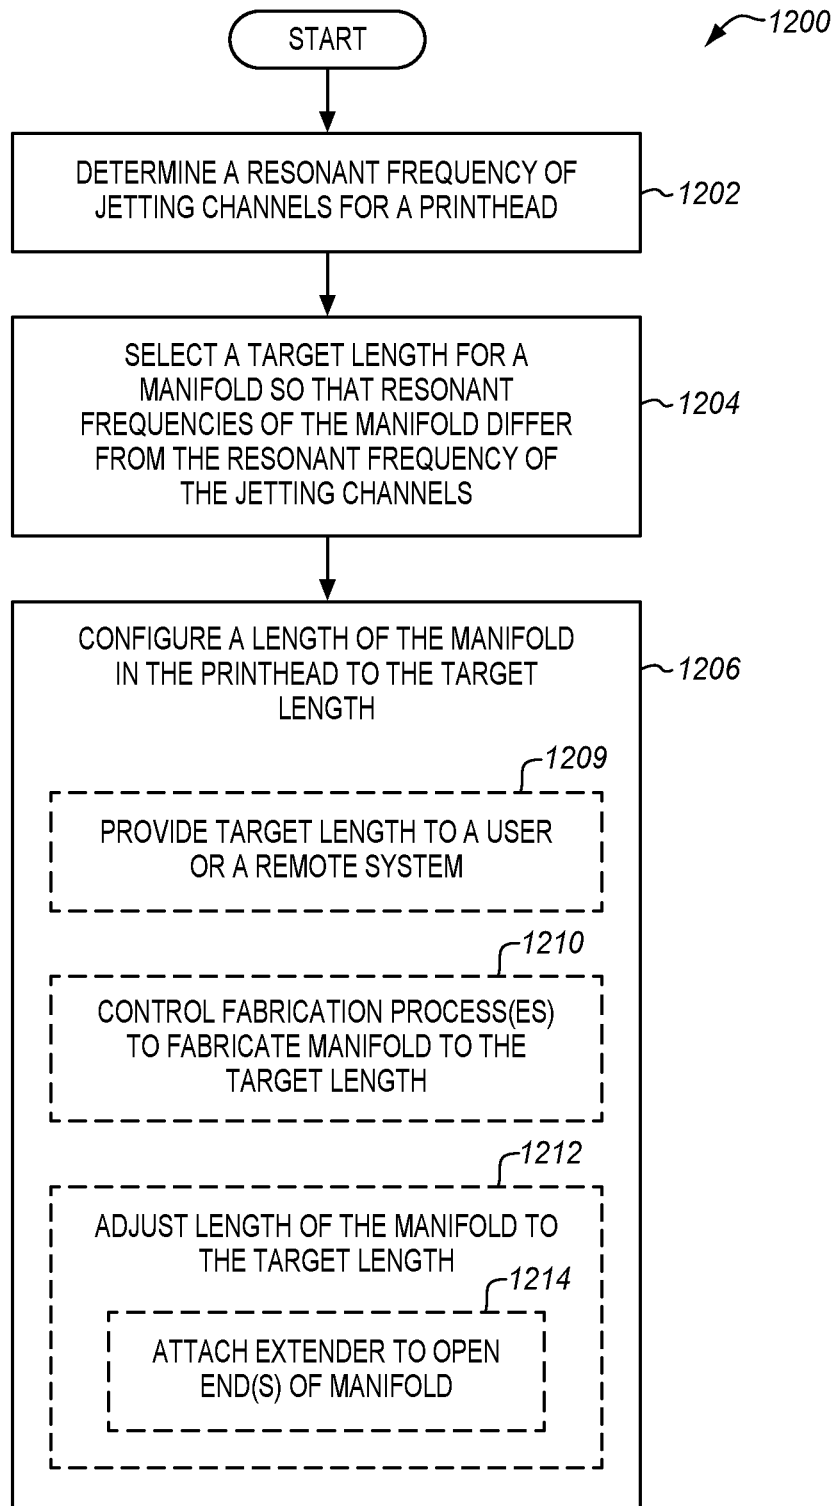 START
1200
DETERMINE A RESONANT FREQUENCY OF
JETTING CHANNELS FOR A PRINTHEAD
1202
SELECT A TARGET LENGTH FOR A
MANIFOLD SO THAT RESONANT
FREQUENCIES OF THE MANIFOLD DIFFER
FROM THE RESONANT FREQUENCY OF
THE JETTING CHANNELS
1204
CONFIGURE A LENGTH OF THE MANIFOLD
IN THE PRINTHEAD TO THE TARGET
LENGTH
1206
1209
PROVIDE TARGET LENGTH TO A USER
OR A REMOTE SYSTEM
1210
CONTROL FABRICATION PROCESS(ES)
TO FABRICATE MANIFOLD TO THE
TARGET LENGTH
1212
ADJUST LENGTH OF THE MANIFOLD TO
THE TARGET LENGTH
1214
ATTACH EXTENDER TO OPEN
END(S) OF MANIFOLD